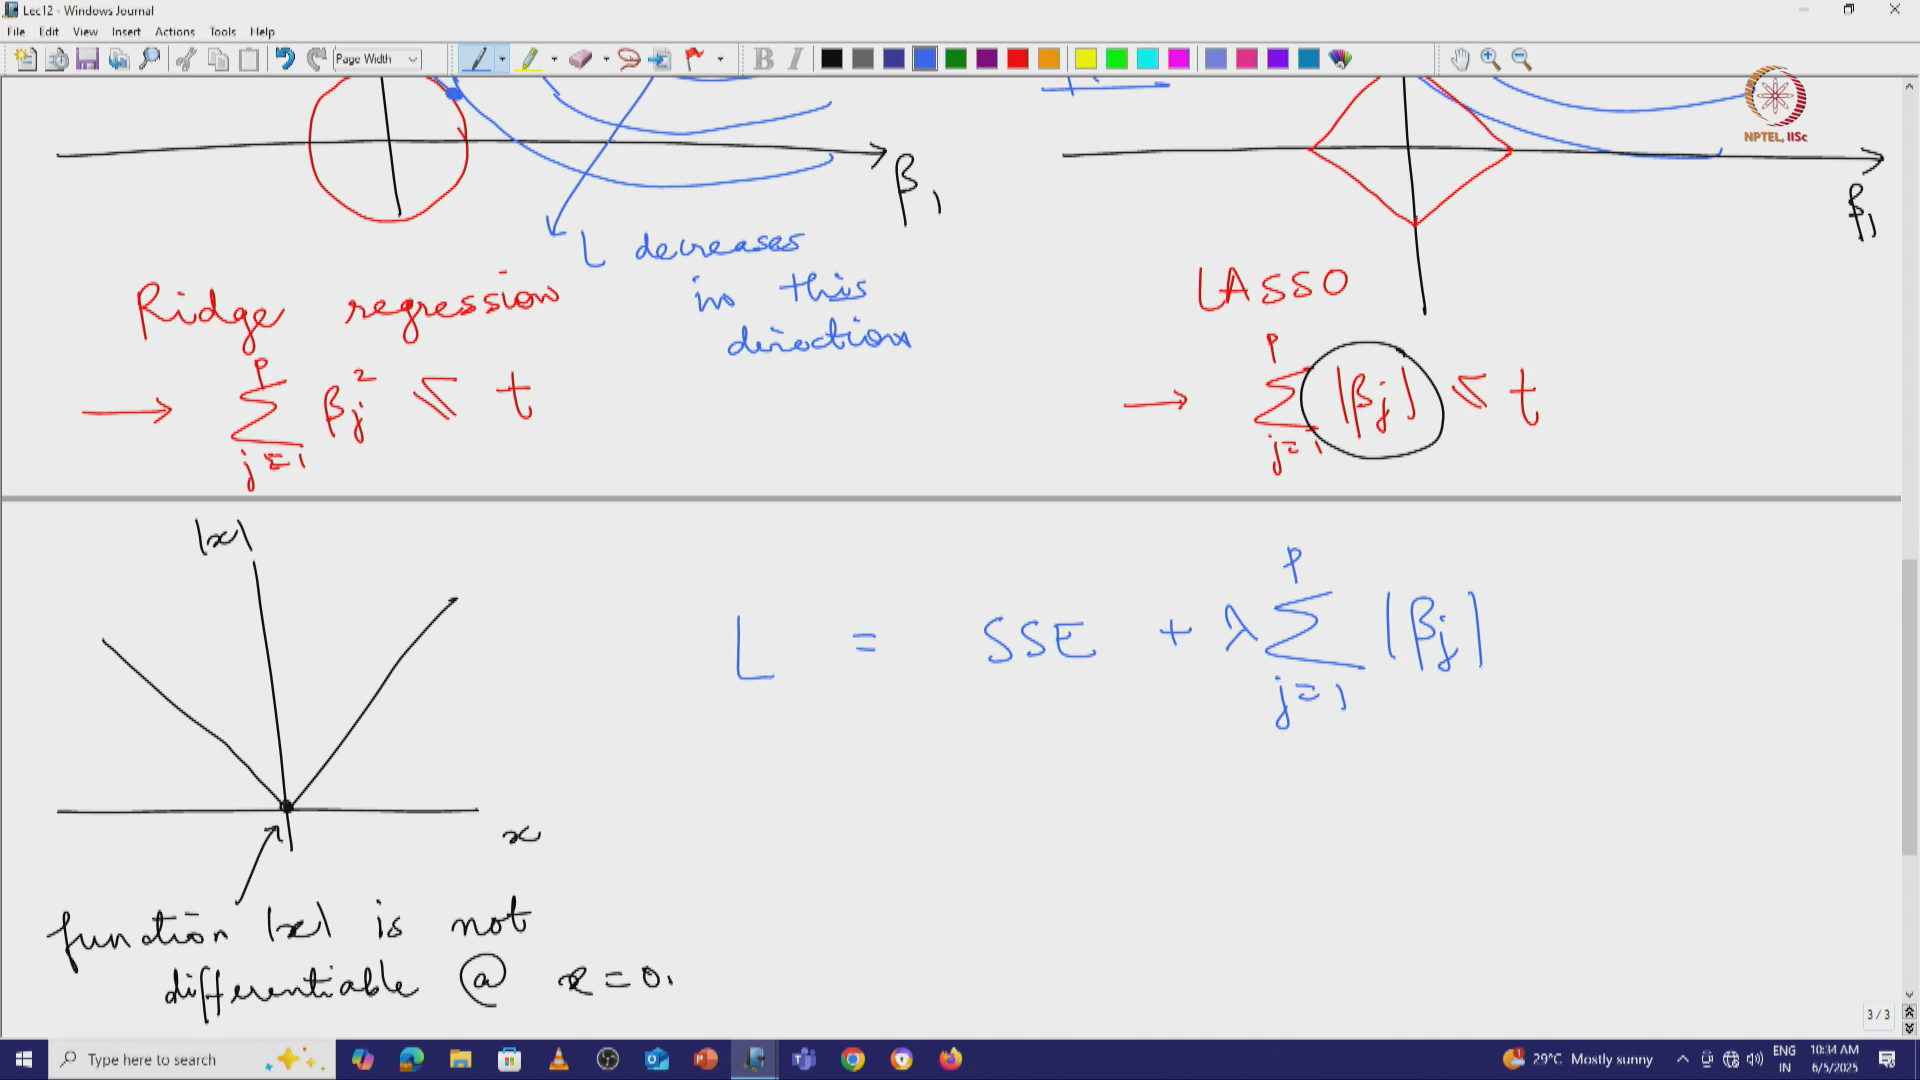 Lec12 - Windows Journal
File Edit View Insert Actions Tools Help
Page Width
B I
NPTEL, IISc
β1
β1
L decreases
in this
direction
Ridge regression
LASSO
→ Σ_{j=1}^{p} βj² ≤ t
→ Σ_{j=1}^{p} |βj| ≤ t
|x|
L = SSE + λ Σ_{j=1}^{p} |βj|
x
function |x| is not
differentiable @ x = 0.
3 / 3
Type here to search
29°C Mostly sunny
ENG
IN
10:34 AM
6/5/2025